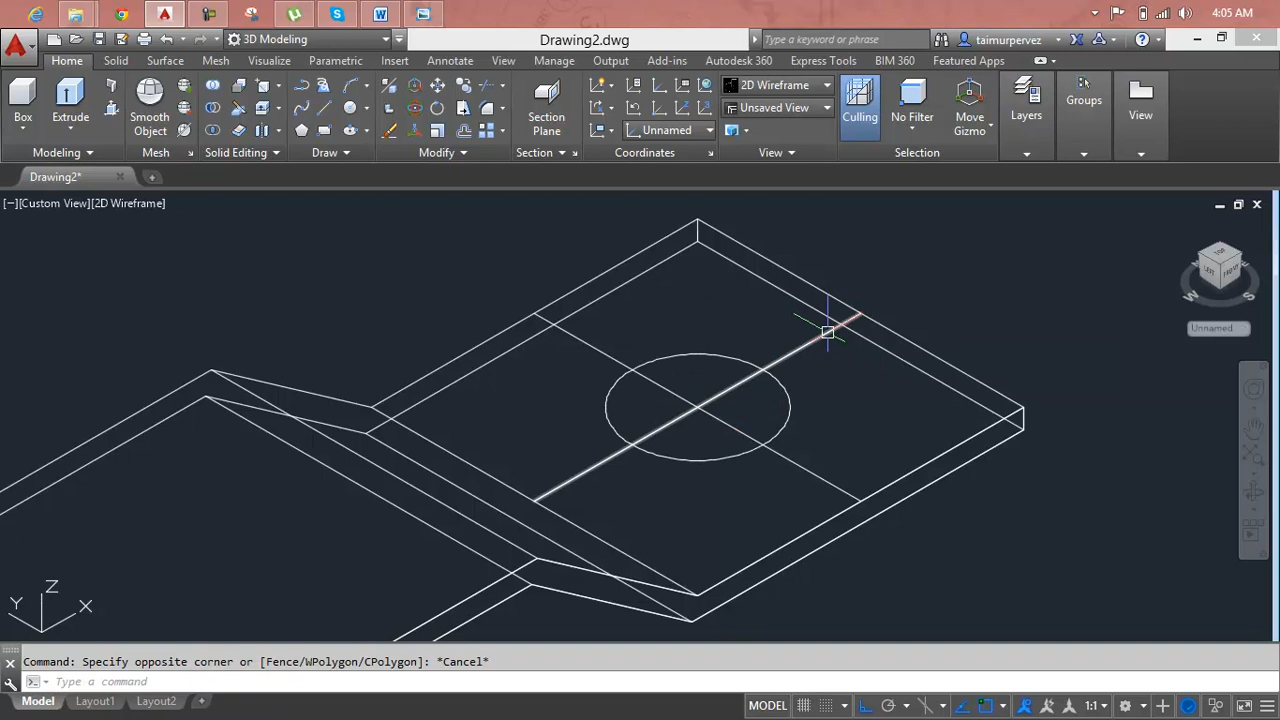 4:05 AM
3D Modeling
Drawing2.dwg
Type a keyword or phrase
taimurpervez
Home Solid Surface Mesh Visualize Parametric Insert Annotate View Manage Output Add-ins Autodesk 360 Express Tools BIM 360 Featured Apps
2D Wireframe
Unsaved View
Unnamed
Box Extrude Smooth Object Section Plane Culling No Filter Move Gizmo Layers Groups View
Modeling Mesh Solid Editing Draw Modify Section Coordinates View Selection
Drawing2*
[−][Custom View][2D Wireframe]
TOP
LEFT FRONT
W S
Unnamed
Z
Y X
Command: Specify opposite corner or [Fence/WPolygon/CPolygon]: *Cancel*
Type a command
Model Layout1 Layout2 MODEL 1:1